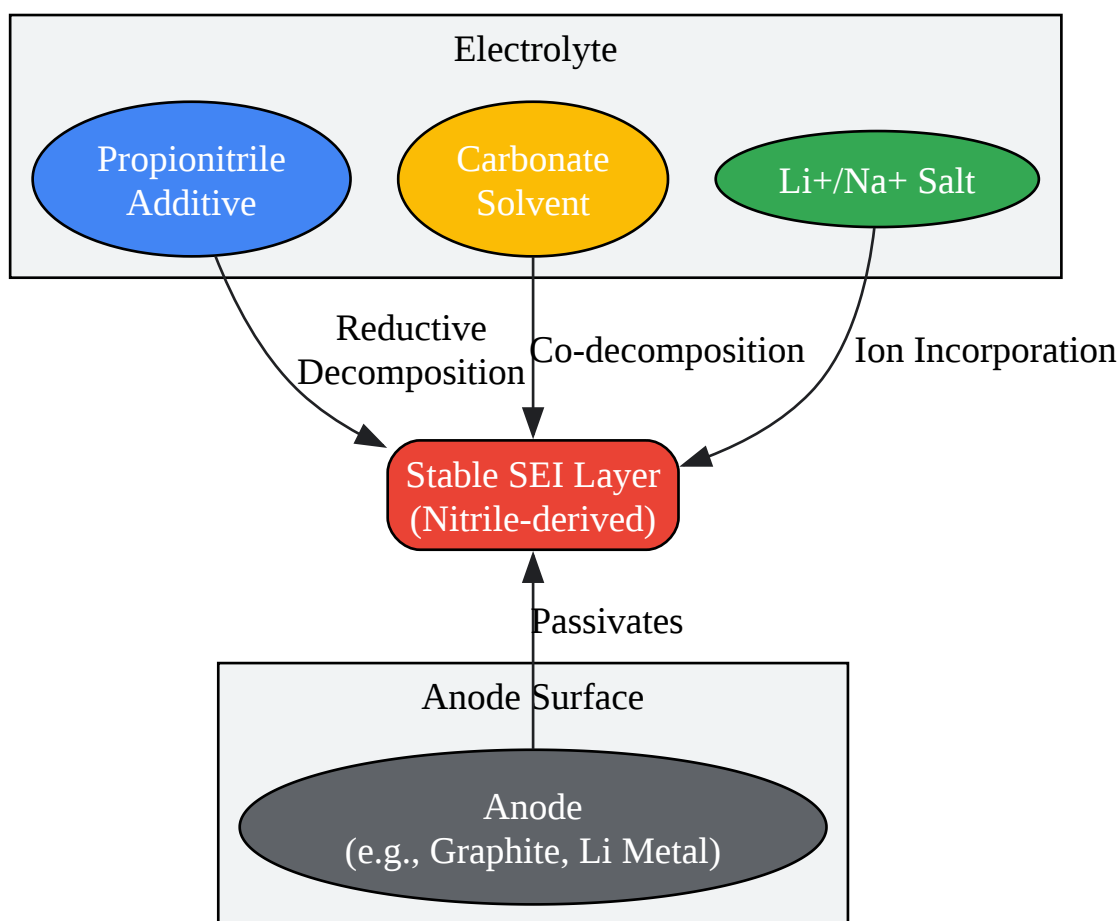 Electrolyte
Propionitrile
Additive
Carbonate
Solvent
Li+/Na+ Salt
Reductive
Decomposition
Co-decomposition
Ion Incorporation
Stable SEI Layer
(Nitrile-derived)
Passivates
Anode Surface
Anode
(e.g., Graphite, Li Metal)